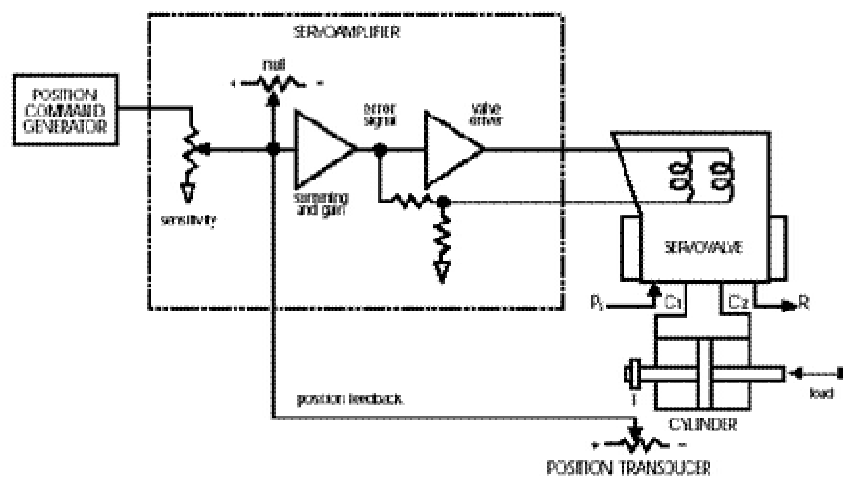 SERVOAMPLIFIER
null
+ -
POSITION
COMMAND
GENERATOR
error
signal
valve
driver
summing
and gain
sensitivity
SERVOVALVE
C1
C2
R
load
position feedback
CYLINDER
+ -
POSITION TRANSDUCER